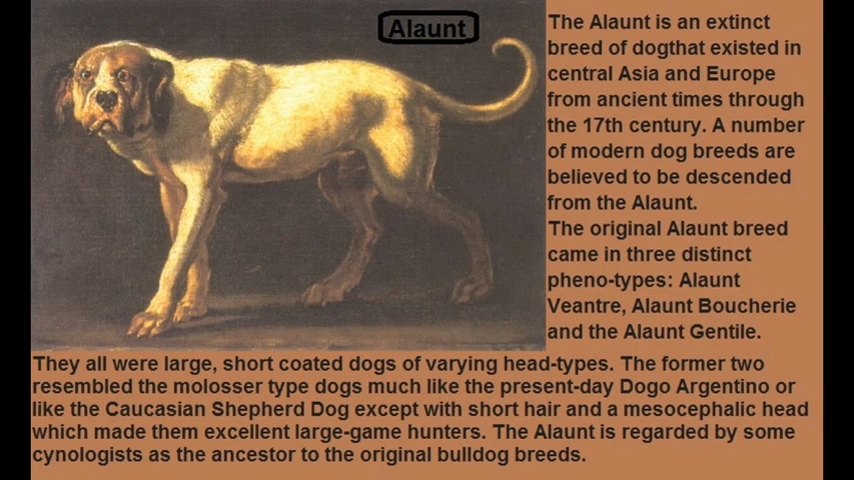 Alaunt
The Alaunt is an extinct
breed of dogthat existed in
central Asia and Europe
from ancient times through
the 17th century. A number
of modern dog breeds are
believed to be descended
from the Alaunt.
The original Alaunt breed
came in three distinct
pheno-types: Alaunt
Veantre, Alaunt Boucherie
and the Alaunt Gentile.
They all were large, short coated dogs of varying head-types. The former two
resembled the molosser type dogs much like the present-day Dogo Argentino or
like the Caucasian Shepherd Dog except with short hair and a mesocephalic head
which made them excellent large-game hunters. The Alaunt is regarded by some
cynologists as the ancestor to the original bulldog breeds.